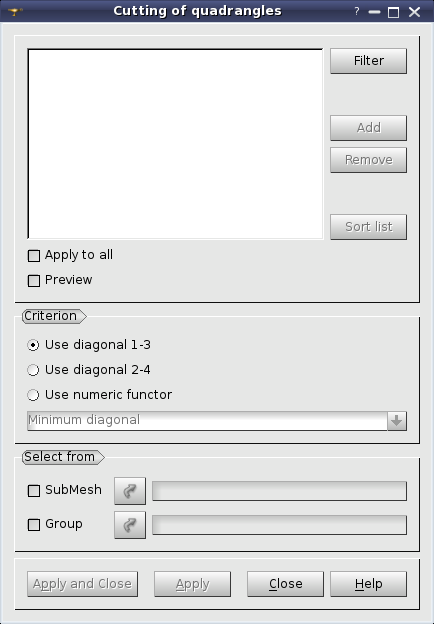 Cutting of quadrangles ?
Filter
Add
Remove
Sort list
Apply to all
Preview
Criterion
Use diagonal 1-3
Use diagonal 2-4
Use numeric functor
Minimum diagonal
Select from
SubMesh
Group
Apply and Close Apply Close Help